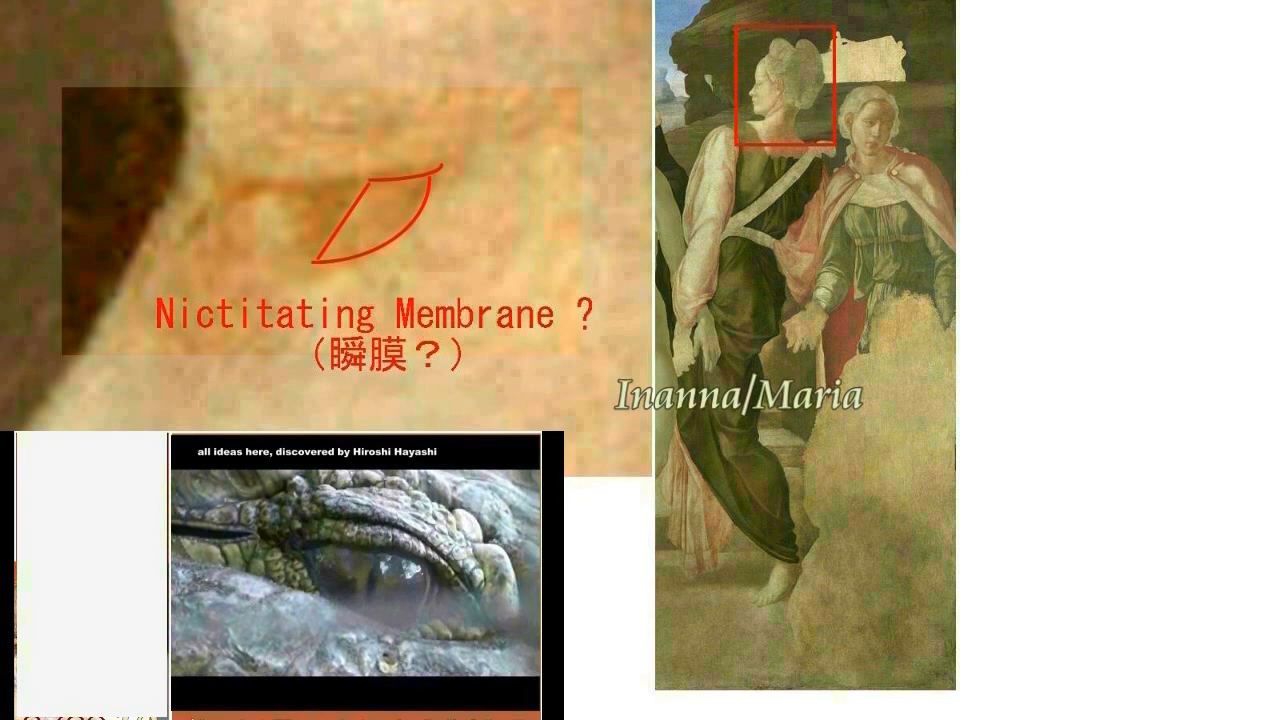 Nictitating Membrane ?
(瞬膜？)
Inanna/Maria
all ideas here, discovered by Hiroshi Hayashi